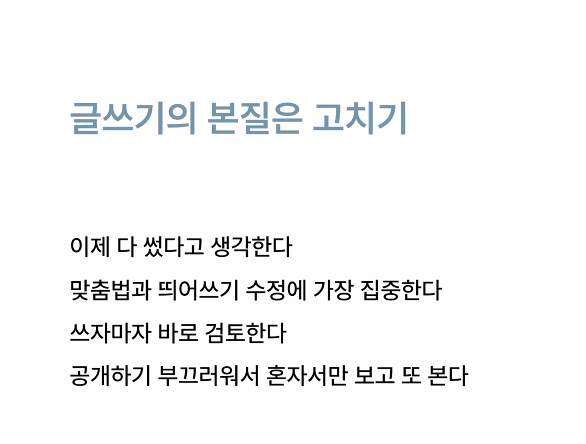 글쓰기의 본질은 고치기
이제 다 썼다고 생각한다
맞춤법과 띄어쓰기 수정에 가장 집중한다
쓰자마자 바로 검토한다
공개하기 부끄러워서 혼자서만 보고 또 본다